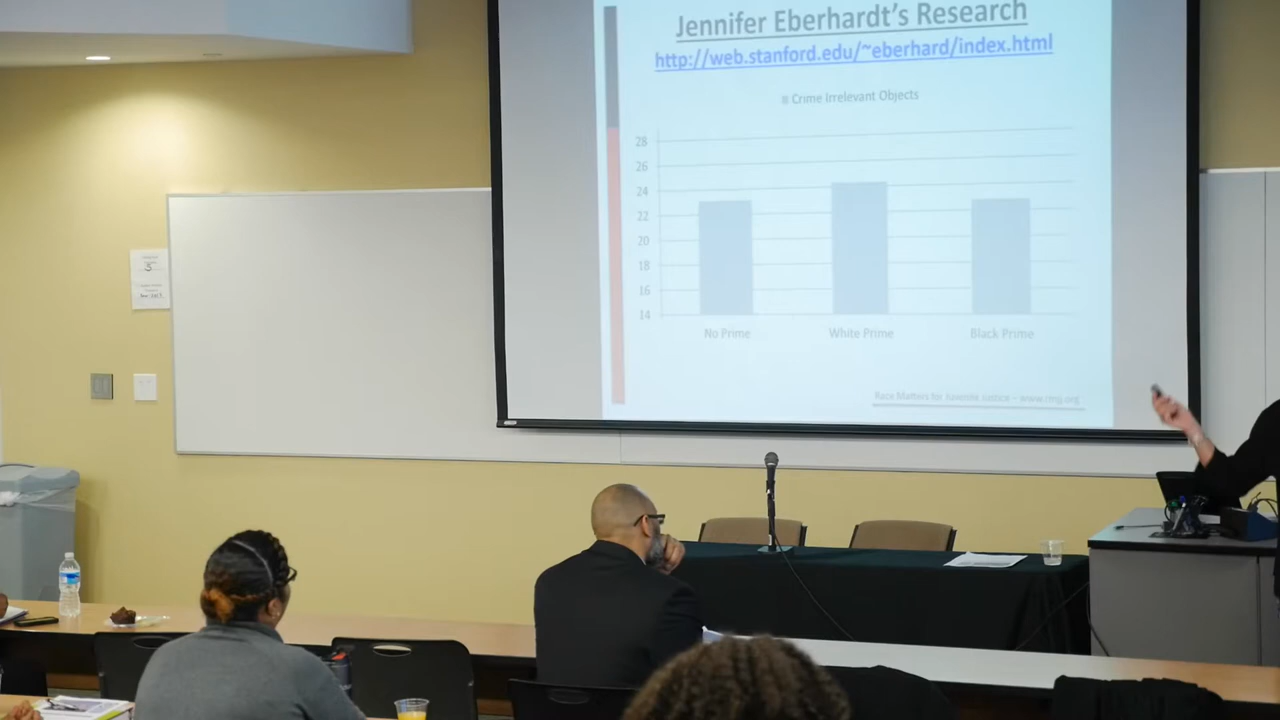 Jennifer Eberhardt's Research
http://web.stanford.edu/~eberhard/index.html
Crime Irrelevant Objects
28
26
24
22
20
18
16
14
No Prime White Prime Black Prime
Race Matters for Juvenile Justice – www.rmjj.org
S